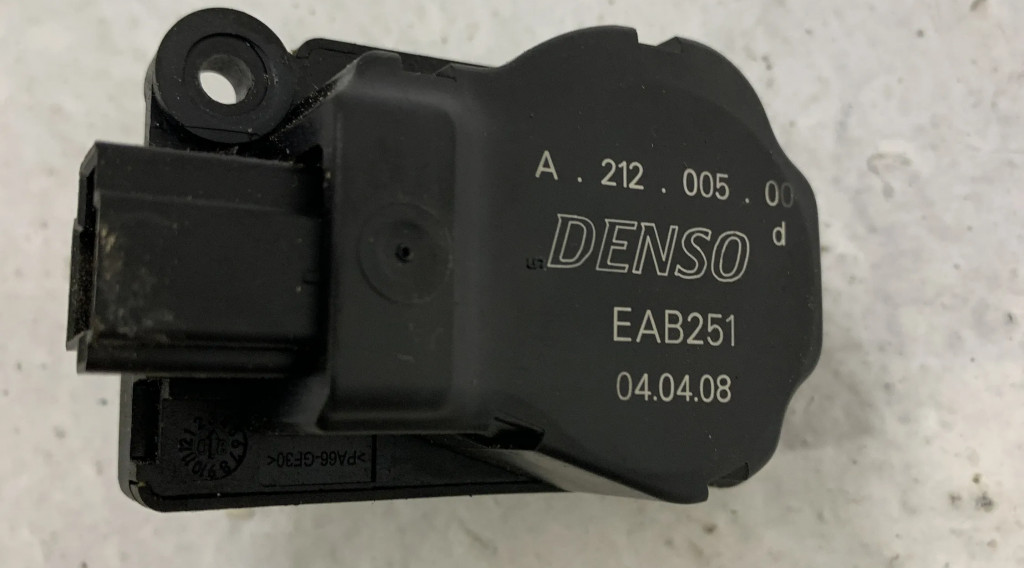 A . 212 . 005 . 00
d
DENSO
EAB251
04.04.08
>PA66-GF30<